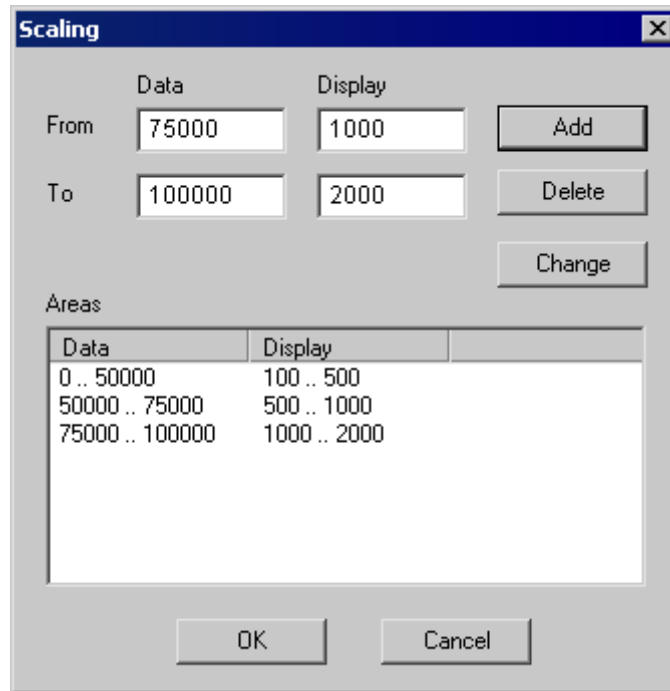 Scaling
Data Display
From 75000 1000 Add
To 100000 2000 Delete
Change
Areas
Data Display
0 .. 50000 100 .. 500
50000 .. 75000 500 .. 1000
75000 .. 100000 1000 .. 2000
OK Cancel